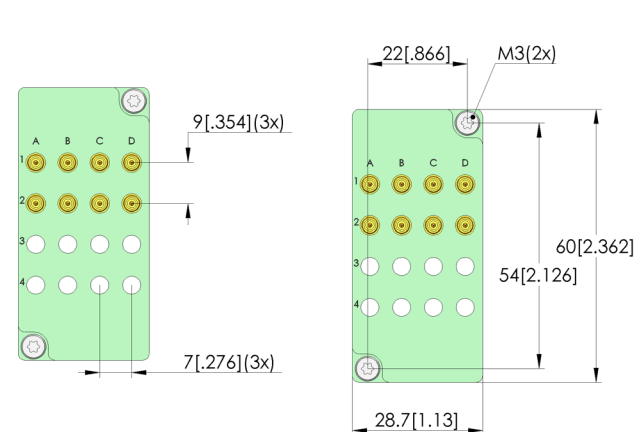 22[.866]
M3(2x)
9[.354](3x)
A B C D
1
2
3
4
7[.276](3x)
A B C D
1
2
3
4
60[2.362]
54[2.126]
28.7[1.13]